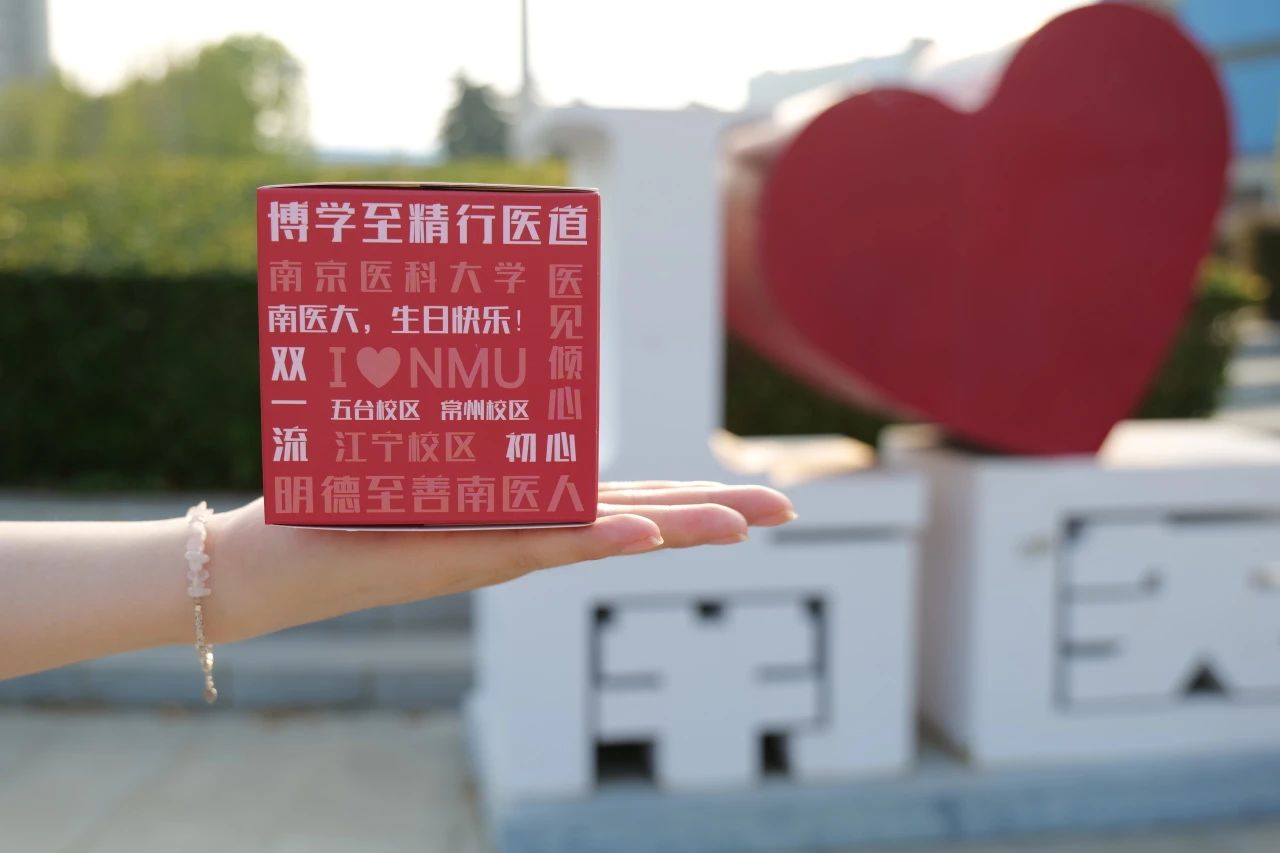 博学至精行医道
南京医科大学
医见倾心
南医大，生日快乐！
双一流
I❤NMU
五台校区 常州校区
江宁校区 初心
明德至善南医人
I❤
南医